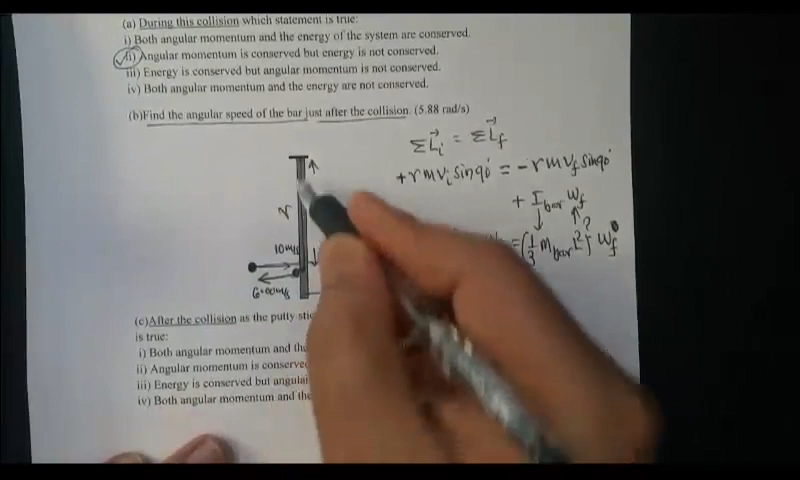 (a) During this collision which statement is true:
i) Both angular momentum and the energy of the system are conserved.
ii) Angular momentum is conserved but energy is not conserved.
iii) Energy is conserved but angular momentum is not conserved.
iv) Both angular momentum and the energy are not conserved.
(b)Find the angular speed of the bar just after the collision. (5.88 rad/s)
ΣL⃗i = ΣL⃗f
+rmvi sin90° = -rmvf sin90°
+ Ibar Wf
r
?
10m/s
= (1/3 mbar L²) Wf
6.00m/s
(c)After the collision as the putty
is true:
i) Both angular momentum and the
ii) Angular momentum is
iii) Energy is conserved but
iv) Both angular momentum and the